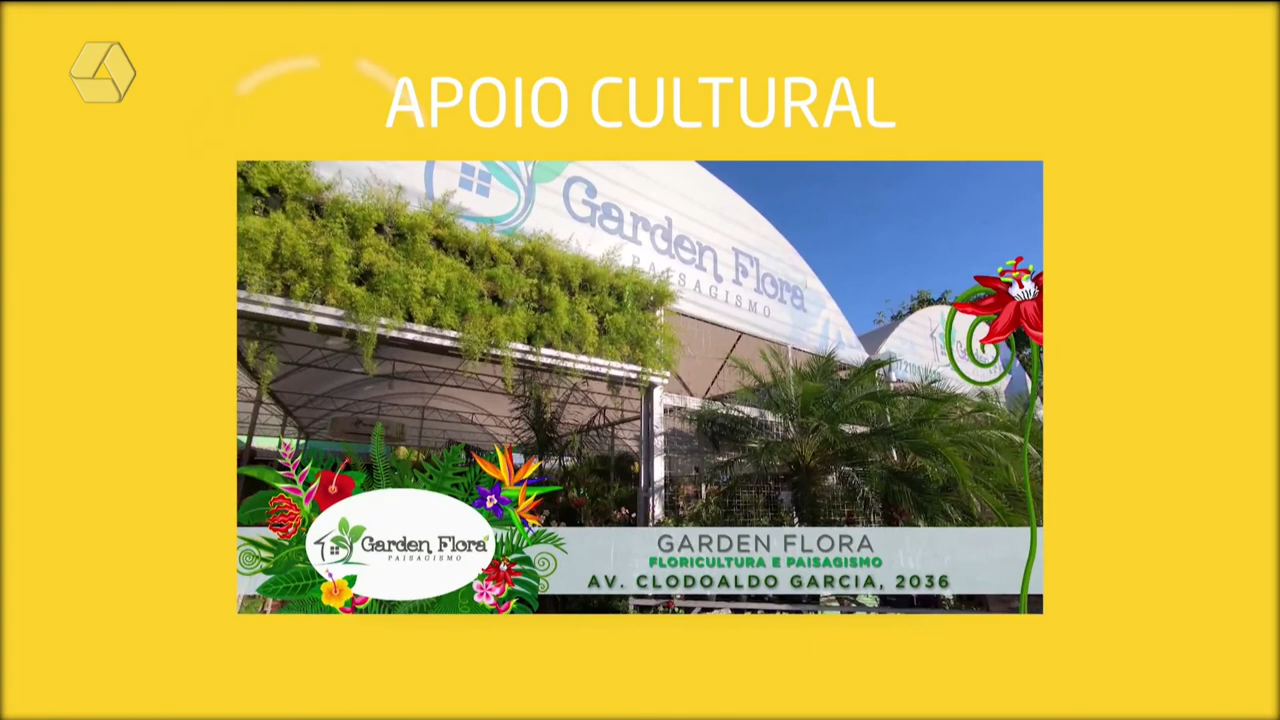 APOIO CULTURAL
Garden Flora
PAISAGISMO
Garden Flora
PAISAGISMO
GARDEN FLORA
FLORICULTURA E PAISAGISMO
AV. CLODOALDO GARCIA, 2036